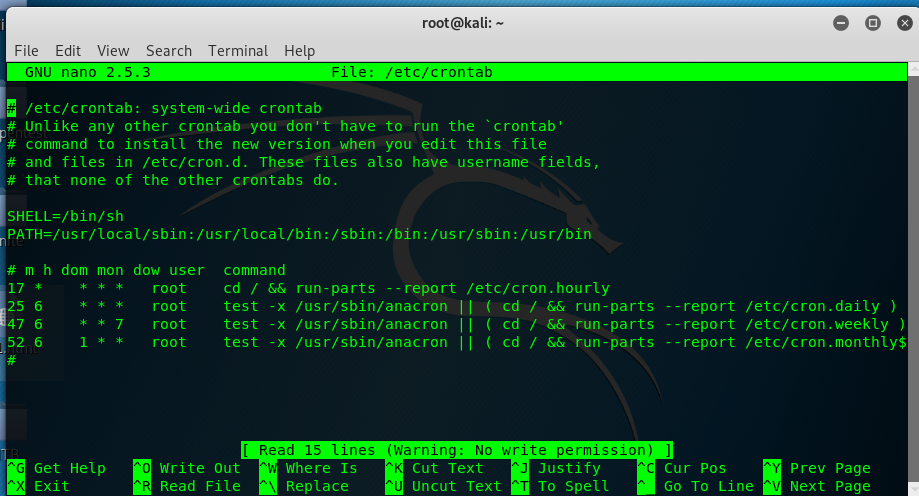 root@kali: ~
File Edit View Search Terminal Help
GNU nano 2.5.3 File: /etc/crontab
# /etc/crontab: system-wide crontab
# Unlike any other crontab you don't have to run the `crontab'
# command to install the new version when you edit this file
# and files in /etc/cron.d. These files also have username fields,
# that none of the other crontabs do.
SHELL=/bin/sh
PATH=/usr/local/sbin:/usr/local/bin:/sbin:/bin:/usr/sbin:/usr/bin
# m h dom mon dow user  command
17 *    * * *   root    cd / && run-parts --report /etc/cron.hourly
25 6    * * *   root    test -x /usr/sbin/anacron || ( cd / && run-parts --report /etc/cron.daily )
47 6    * * 7   root    test -x /usr/sbin/anacron || ( cd / && run-parts --report /etc/cron.weekly )
52 6    1 * *   root    test -x /usr/sbin/anacron || ( cd / && run-parts --report /etc/cron.monthly$
#
[ Read 15 lines (Warning: No write permission) ]
^G Get Help ^O Write Out ^W Where Is ^K Cut Text ^J Justify ^C Cur Pos ^Y Prev Page
^X Exit ^R Read File ^\ Replace ^U Uncut Text ^T To Spell ^_ Go To Line ^V Next Page